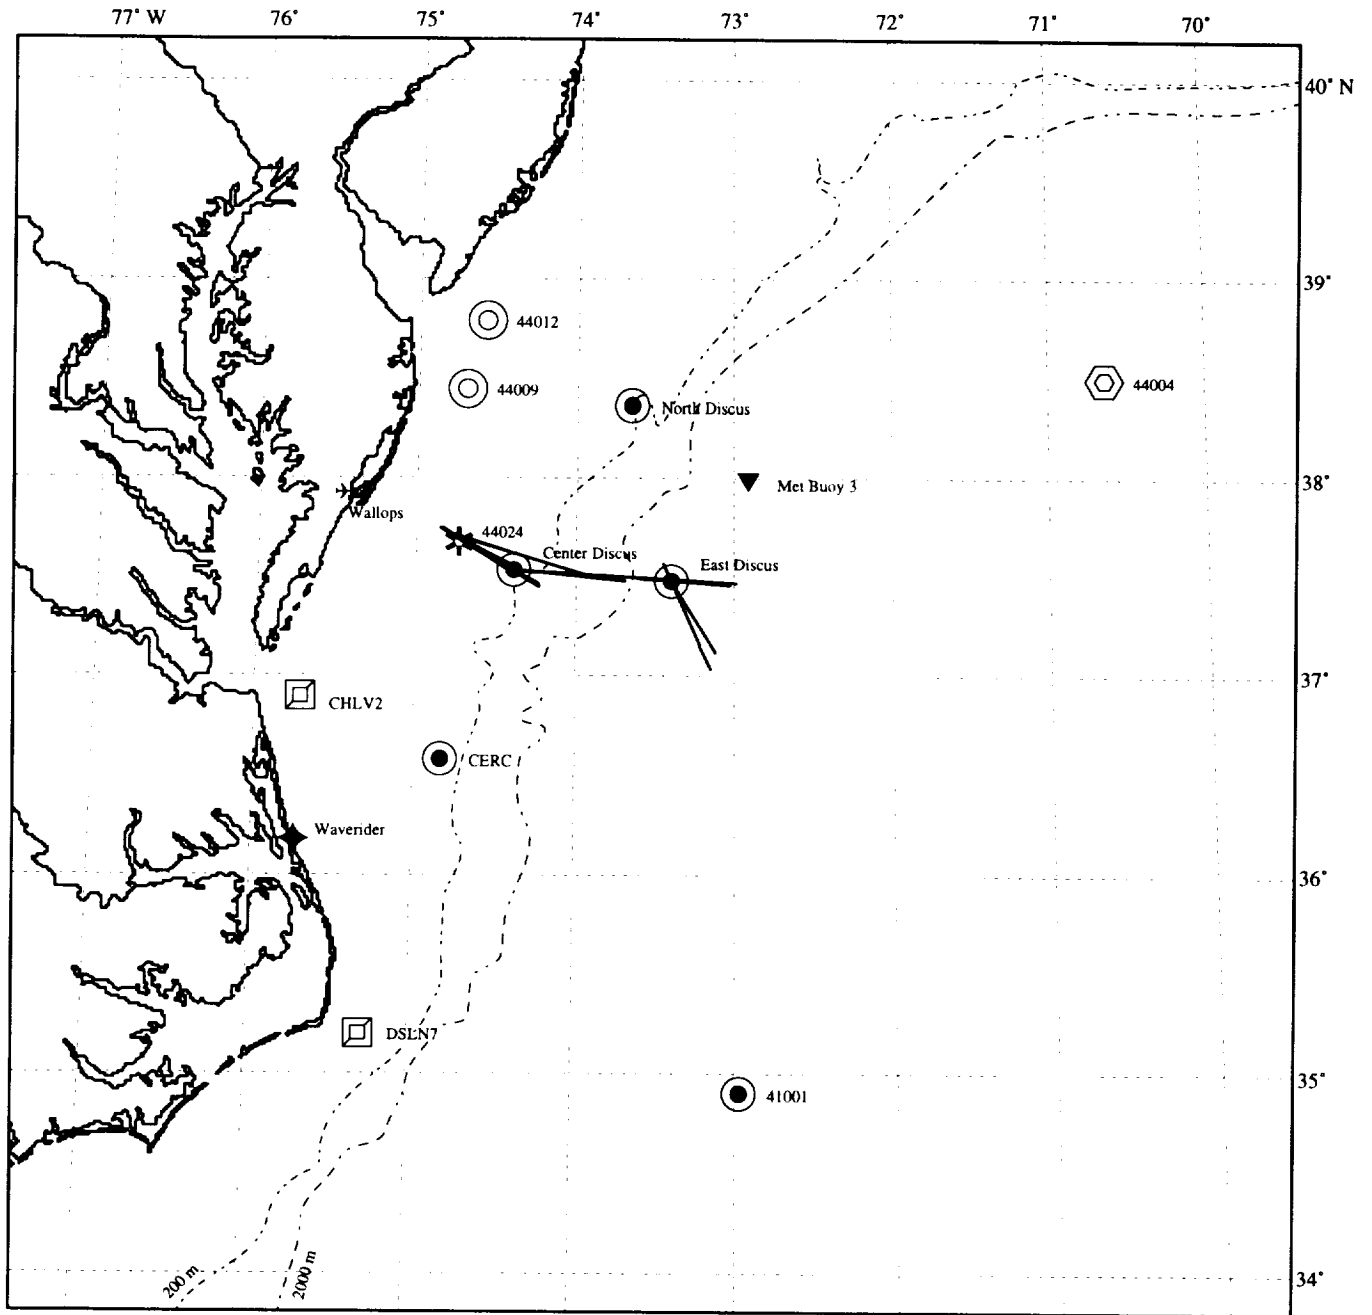 77° W 76° 75° 74° 73° 72° 71° 70°
40° N
39°
44012
44004
44009
North Discus
38°
Met Buoy 3
Wallops
44024
Center Discus
East Discus
37°
CHLV2
CERC
Waverider
36°
DSLN7
35°
41001
200 m
2000 m
34°